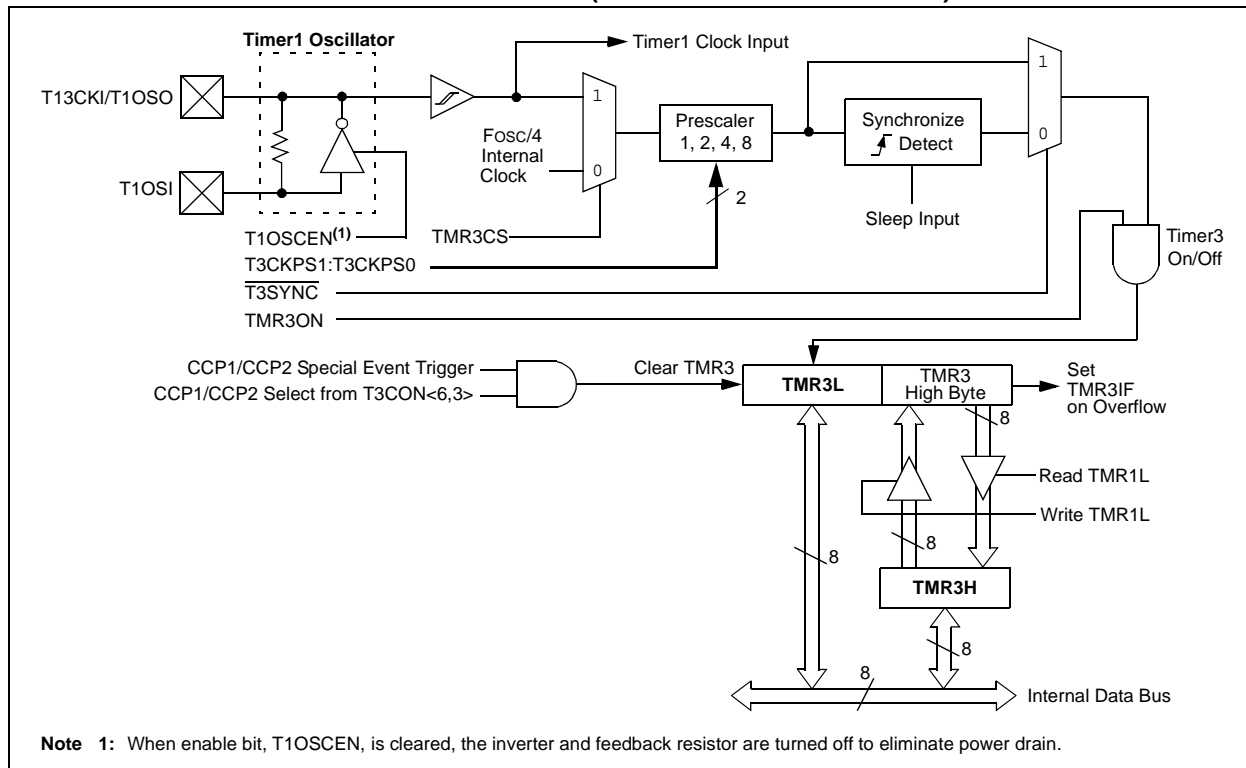 Timer1 Oscillator
Timer1 Clock Input
T13CKI/T1OSO
1
FOSC/4
Internal
Clock
0
Prescaler
1, 2, 4, 8
Synchronize
Detect
1
0
T1OSI
2
Sleep Input
T1OSCEN(1)
TMR3CS
T3CKPS1:T3CKPS0
T3SYNC
TMR3ON
Timer3
On/Off
CCP1/CCP2 Special Event Trigger
CCP1/CCP2 Select from T3CON<6,3>
Clear TMR3
TMR3L
TMR3
High Byte
Set
TMR3IF
on Overflow
8
Read TMR1L
Write TMR1L
8
8
TMR3H
8
8
Internal Data Bus
Note 1: When enable bit, T1OSCEN, is cleared, the inverter and feedback resistor are turned off to eliminate power drain.